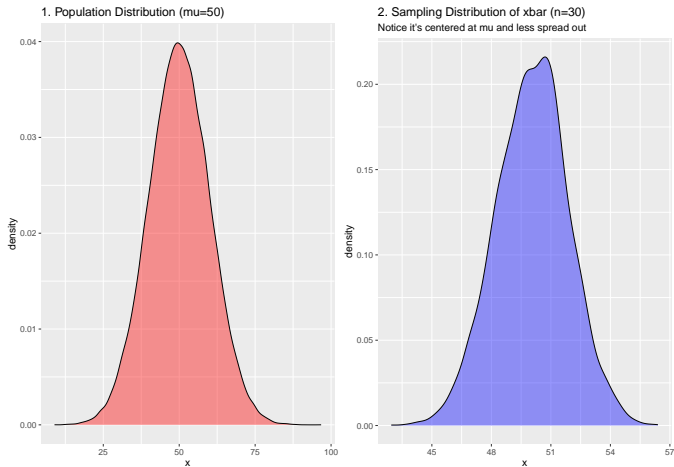 1. Population Distribution (mu=50)
0.04
0.03
0.02
0.01
0.00
density
25
50
75
100
x
2. Sampling Distribution of xbar (n=30)
Notice it's centered at mu and less spread out
0.20
0.15
0.10
0.05
0.00
density
45
48
51
54
57
x